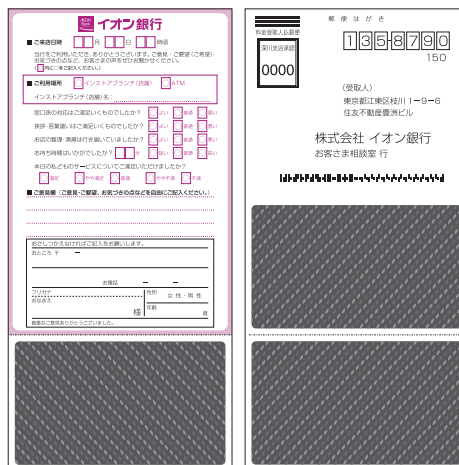 イオン銀行
■ご来店日時 月 日 時頃
当行をご利用いただき、ありがとうございます。ご意見・ご要望(ご希望)・
お気づきの点など、お客さまの声をぜひお聞かせください。
(□内に✓をご記入ください。)
■ご利用場所 インストアブランチ(店舗) ATM
インストアブランチ(店舗)名:
窓口係の対応はご満足いくものでしたか? よい 普通 悪い
挨拶・言葉遣いはご満足いくものでしたか? よい 普通 悪い
お店の整理・清掃は行き届いていましたか? よい 普通 悪い
お待ち時間はいかがでしたか? 分 短い 普通 長い
本日の私どものサービスについてご満足いただけましたか?
満足 やや満足 普通 やや不満 不満
■ご意見欄(ご意見・ご要望、お気づきの点などを自由にご記入ください。)
おさしつかえなければご記入をお願いします。
おところ 〒 ー
お電話 ー ー
フリガナ
おなまえ
様
性別
女 性・男 性
年齢
歳
貴重なご意見ありがとうございました。
郵便はがき
料金受取人払郵便
深川支店承認
0000
1358790
150
(受取人)
東京都江東区枝川1-9-6
住友不動産豊洲ビル
株式会社 イオン銀行
お客さま相談室 行